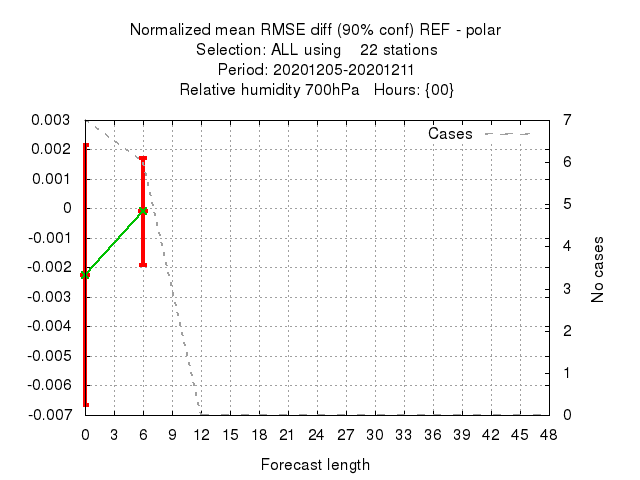 Normalized mean RMSE diff (90% conf) REF - polar
Selection: ALL using    22 stations
Period: 20201205-20201211
Relative humidity 700hPa   Hours: {00}
Cases
0.003
0.002
0.001
0
-0.001
-0.002
-0.003
-0.004
-0.005
-0.006
-0.007
7
6
5
4
3
2
1
0
No cases
0 3 6 9 12 15 18 21 24 27 30 33 36 39 42 45 48
Forecast length